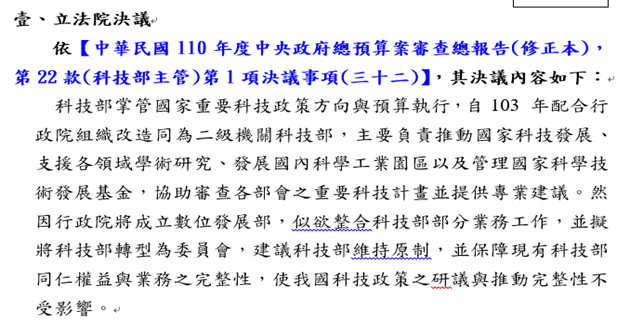 壹、立法院決議
依【中華民國110年度中央政府總預算案審查總報告(修正本)，
第22款(科技部主管)第1項決議事項(三十二)】，其決議內容如下：
科技部掌管國家重要科技政策方向與預算執行，自103 年配合行
政院組織改造同為二級機關科技部，主要負責推動國家科技發展、
支援各領域學術研究、發展國內科學工業園區以及管理國家科學技
術發展基金，協助審查各部會之重要科技計畫並提供專業建議。然
因行政院將成立數位發展部，似欲整合科技部部分業務工作，並擬
將科技部轉型為委員會，建議科技部維持原制，並保障現有科技部
同仁權益與業務之完整性，使我國科技政策之研議與推動完整性不
受影響。